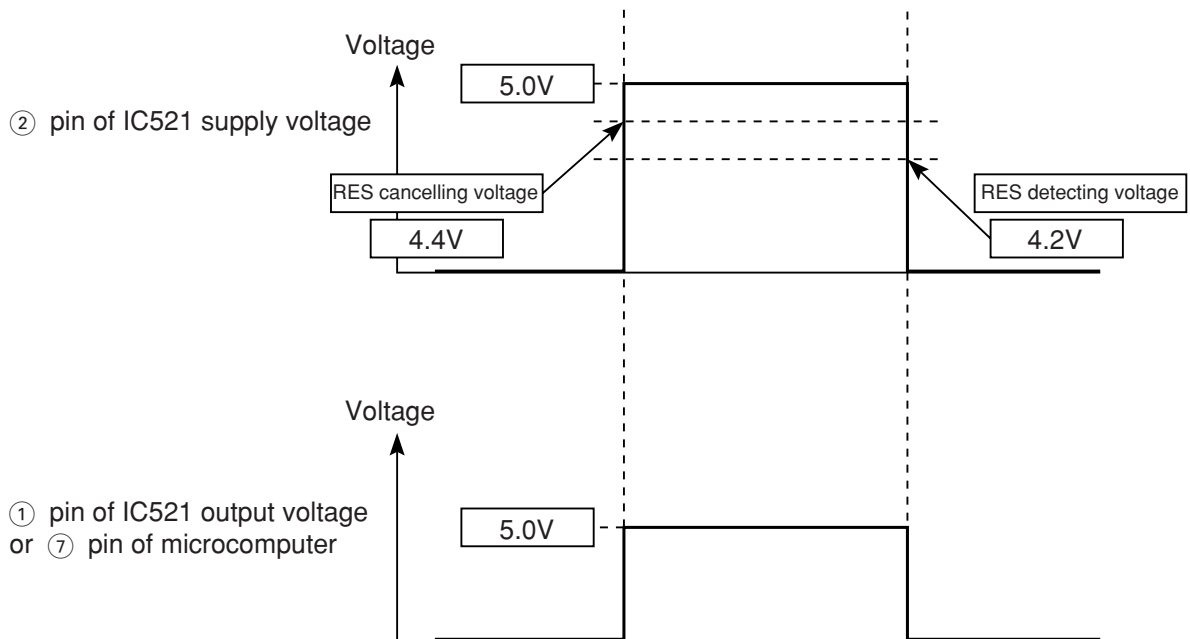 Voltage
5.0V
② pin of IC521 supply voltage
RES cancelling voltage
RES detecting voltage
4.4V
4.2V
Voltage
① pin of IC521 output voltage
or ⑦ pin of microcomputer
5.0V